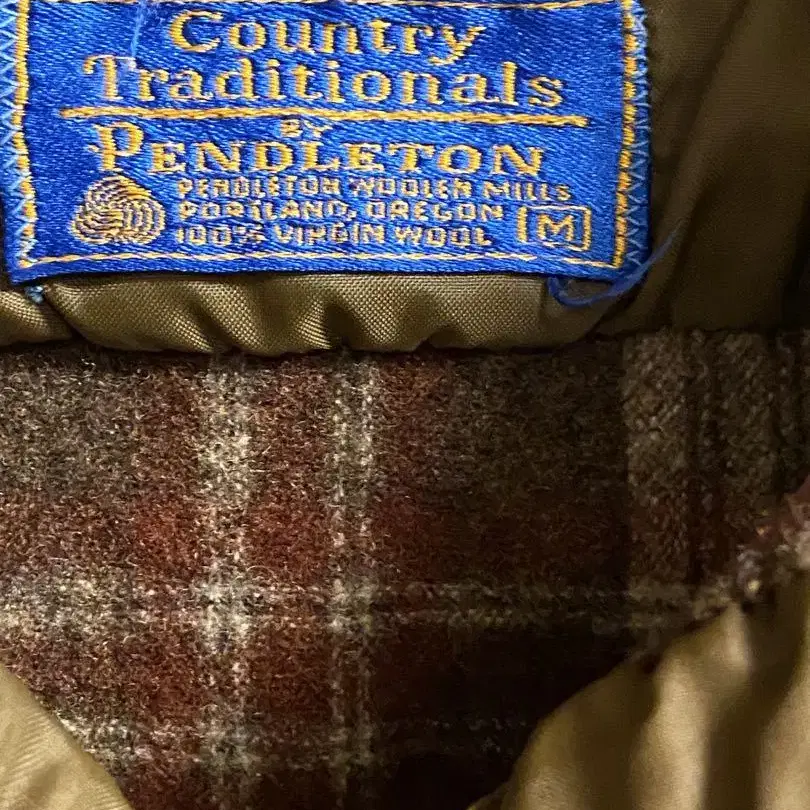 Country
Traditionals
BY
PENDLETON
PENDLETON WOOLEN MILLS
PORTLAND, OREGON
100% VIRGIN WOOL M